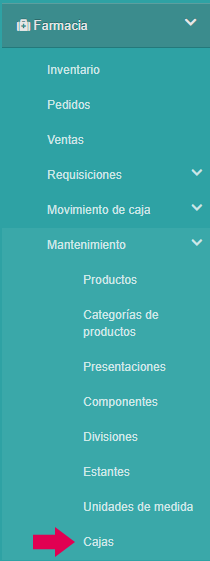 Farmacia
Inventario
Pedidos
Ventas
Requisiciones
Movimiento de caja
Mantenimiento
Productos
Categorías de
productos
Presentaciones
Componentes
Divisiones
Estantes
Unidades de medida
Cajas